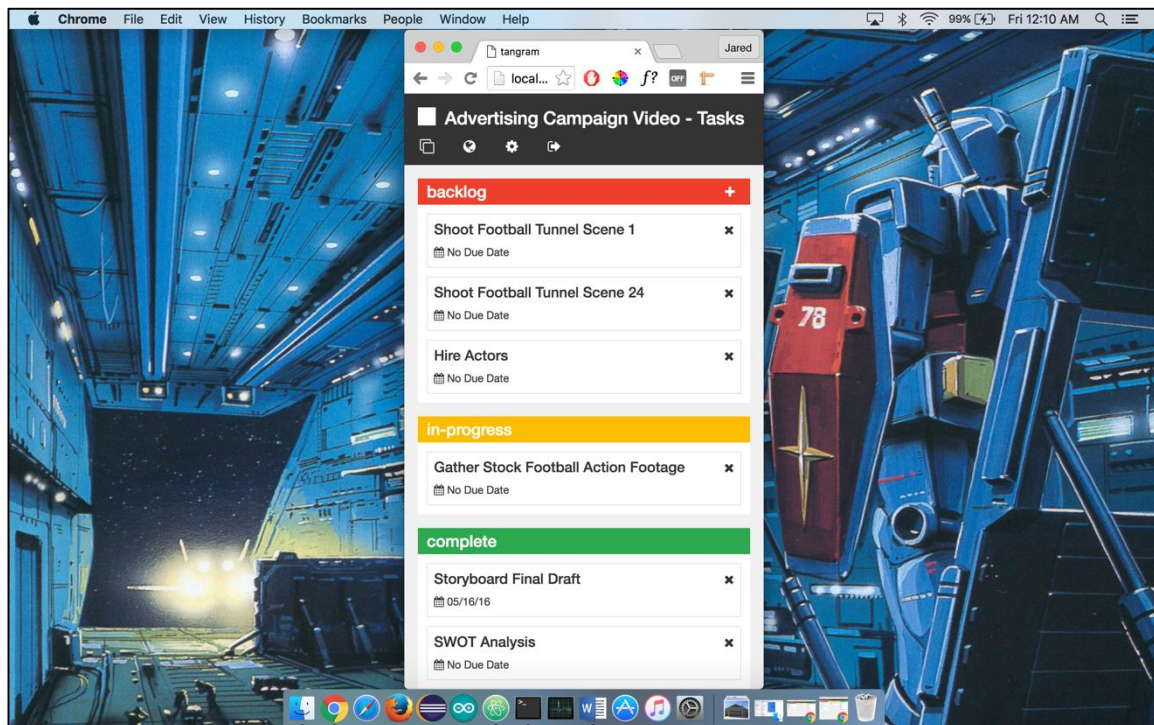 Chrome File Edit View History Bookmarks People Window Help 99% Fri 12:10 AM
tangram Jared
local... f? OFF
Advertising Campaign Video - Tasks
backlog
Shoot Football Tunnel Scene 1
No Due Date
Shoot Football Tunnel Scene 24
No Due Date
Hire Actors
No Due Date
in-progress
Gather Stock Football Action Footage
No Due Date
complete
Storyboard Final Draft
05/16/16
SWOT Analysis
No Due Date
78